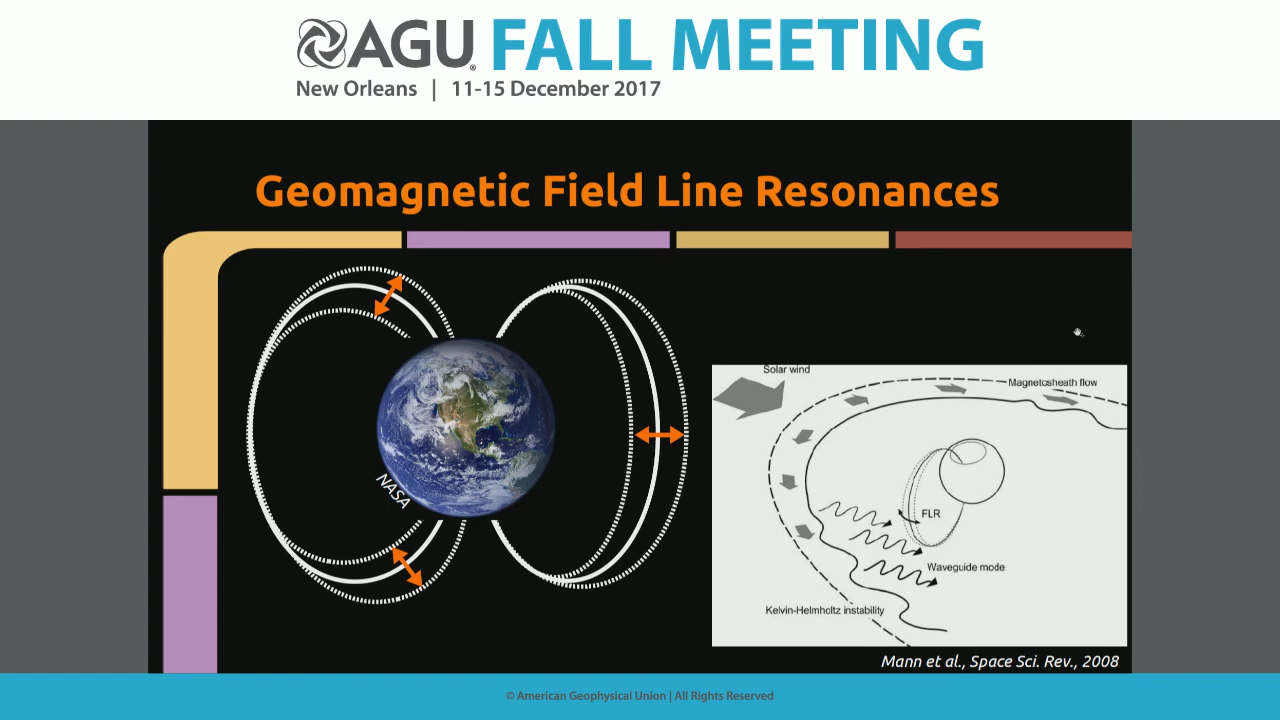 AGU FALL MEETING
New Orleans | 11-15 December 2017
Geomagnetic Field Line Resonances
NASA
Solar wind
Magnetosheath flow
FLR
Waveguide mode
Kelvin-Helmholtz instability
Mann et al., Space Sci. Rev., 2008
© American Geophysical Union | All Rights Reserved